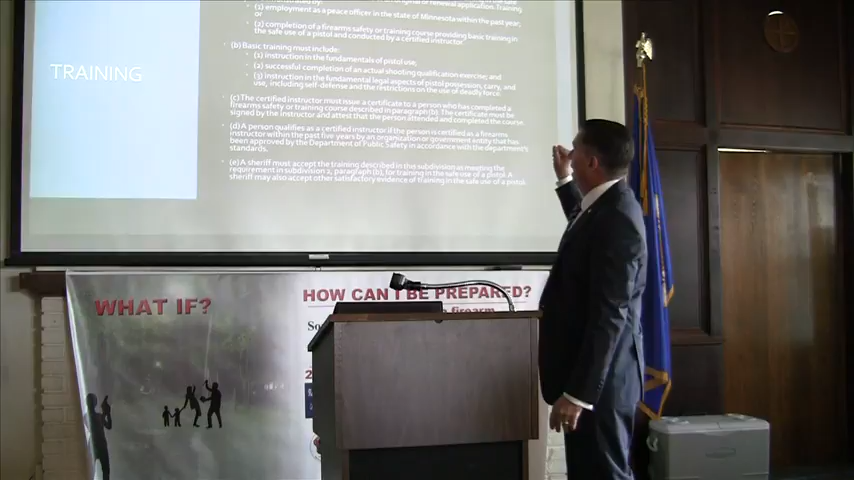 (1) employment as a peace officer in the state of Minnesota within the past year,
or
(2) completion of a firearms safety or training course providing basic training in
the safe use of a pistol and conducted by a certified instructor.
(b) Basic training must include:
(1) instruction in the fundamentals of pistol use;
(2) successful completion of an actual shooting qualification exercise; and
(3) instruction in the fundamental legal aspects of pistol possession, carry, and
use, including self-defense and the restrictions on the use of deadly force.
TRAINING
(c) The certified instructor must issue a certificate to a person who has completed a
firearms safety or training course described in paragraph (b). The certificate must be
signed by the instructor and attest that the person attended and completed the course.
(d) A person qualifies as a certified instructor if the person is certified as a firearms
instructor within the past five years by an organization or government entity that has
been approved by the Department of Public Safety in accordance with the department's
standards.
(e) A sheriff must accept the training described in this subdivision as meeting the
requirement in subdivision 2, paragraph (b), for training in the safe use of a pistol. A
sheriff may also accept other satisfactory evidence of training in the safe use of a pistol.
WHAT IF?
HOW CAN I BE PREPARED?
firearm